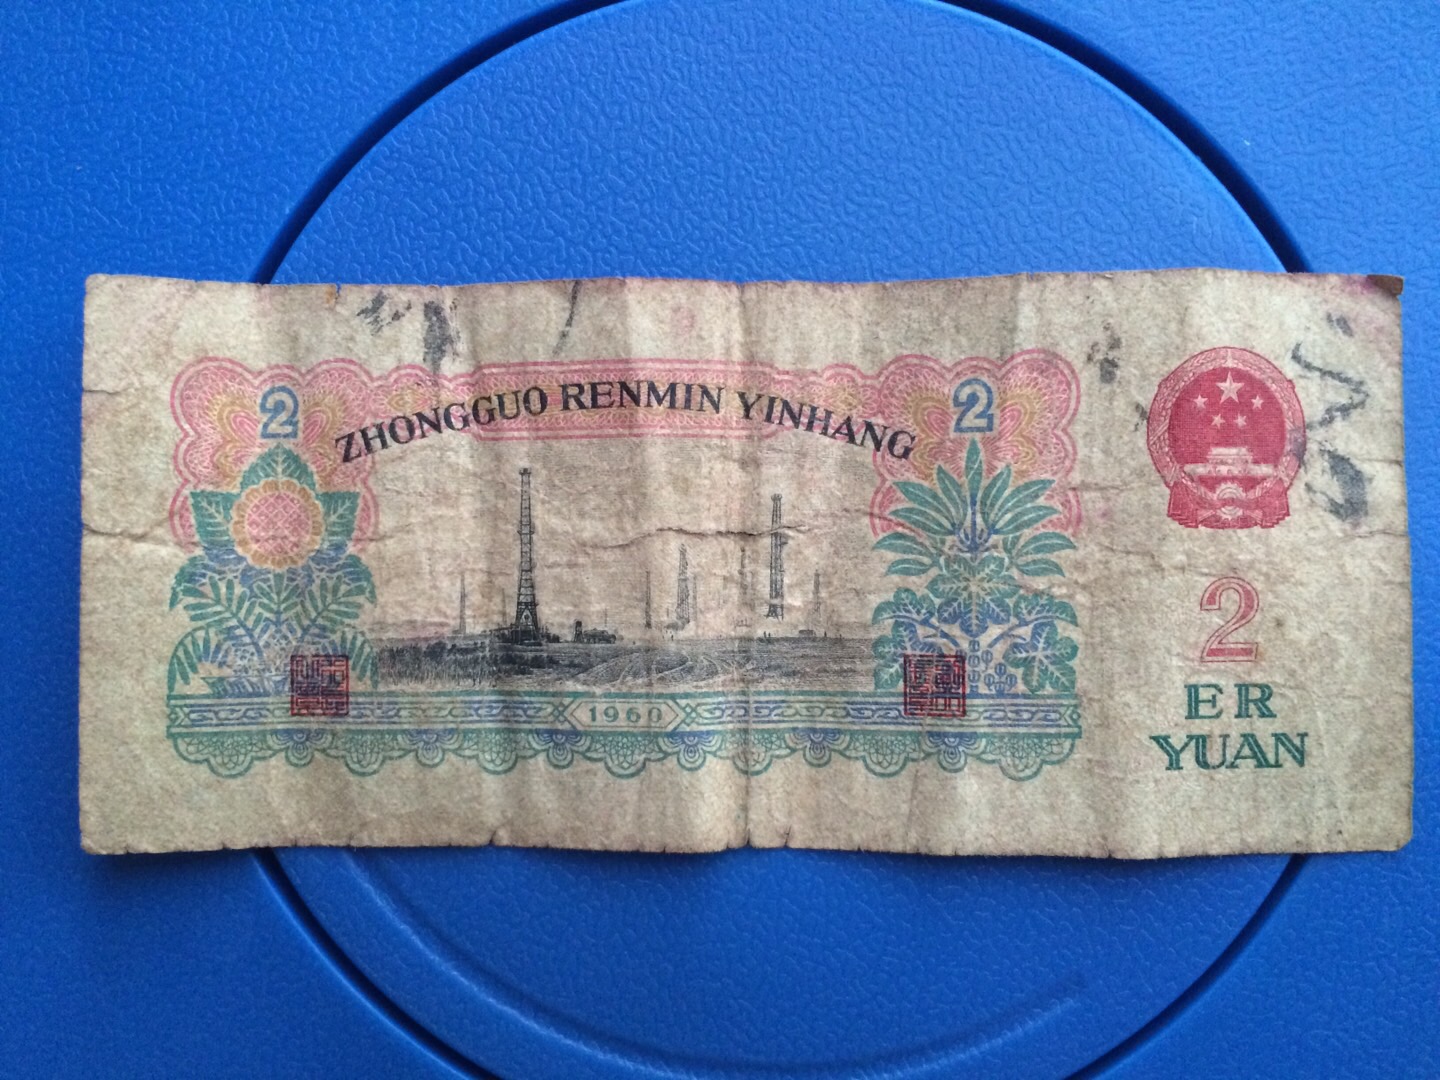 2
2
ZHONGGUO RENMIN YINHANG
2
ER
YUAN
1960